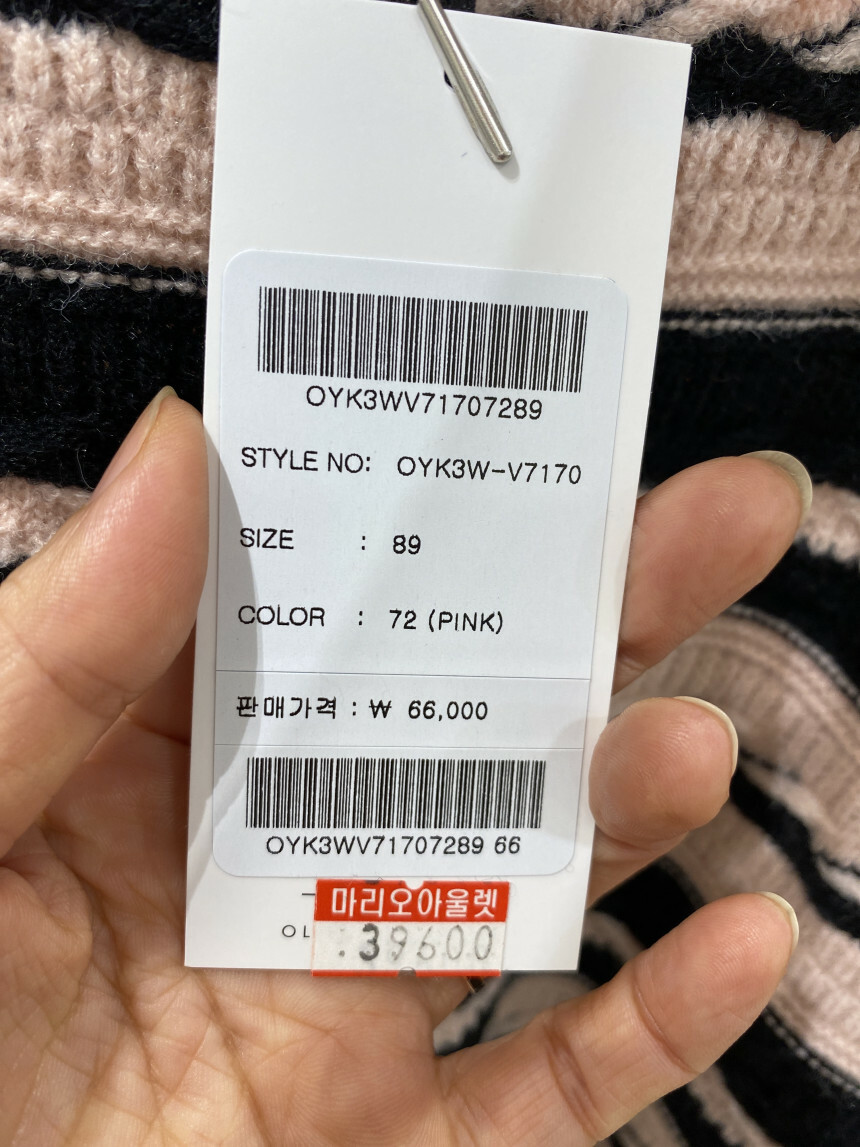 OYK3WV71707289
STYLE NO: OYK3W-V7170
SIZE : 89
COLOR : 72 (PINK)
판매가격 : ₩ 66,000
OYK3WV71707289 66
마리오아울렛
39600